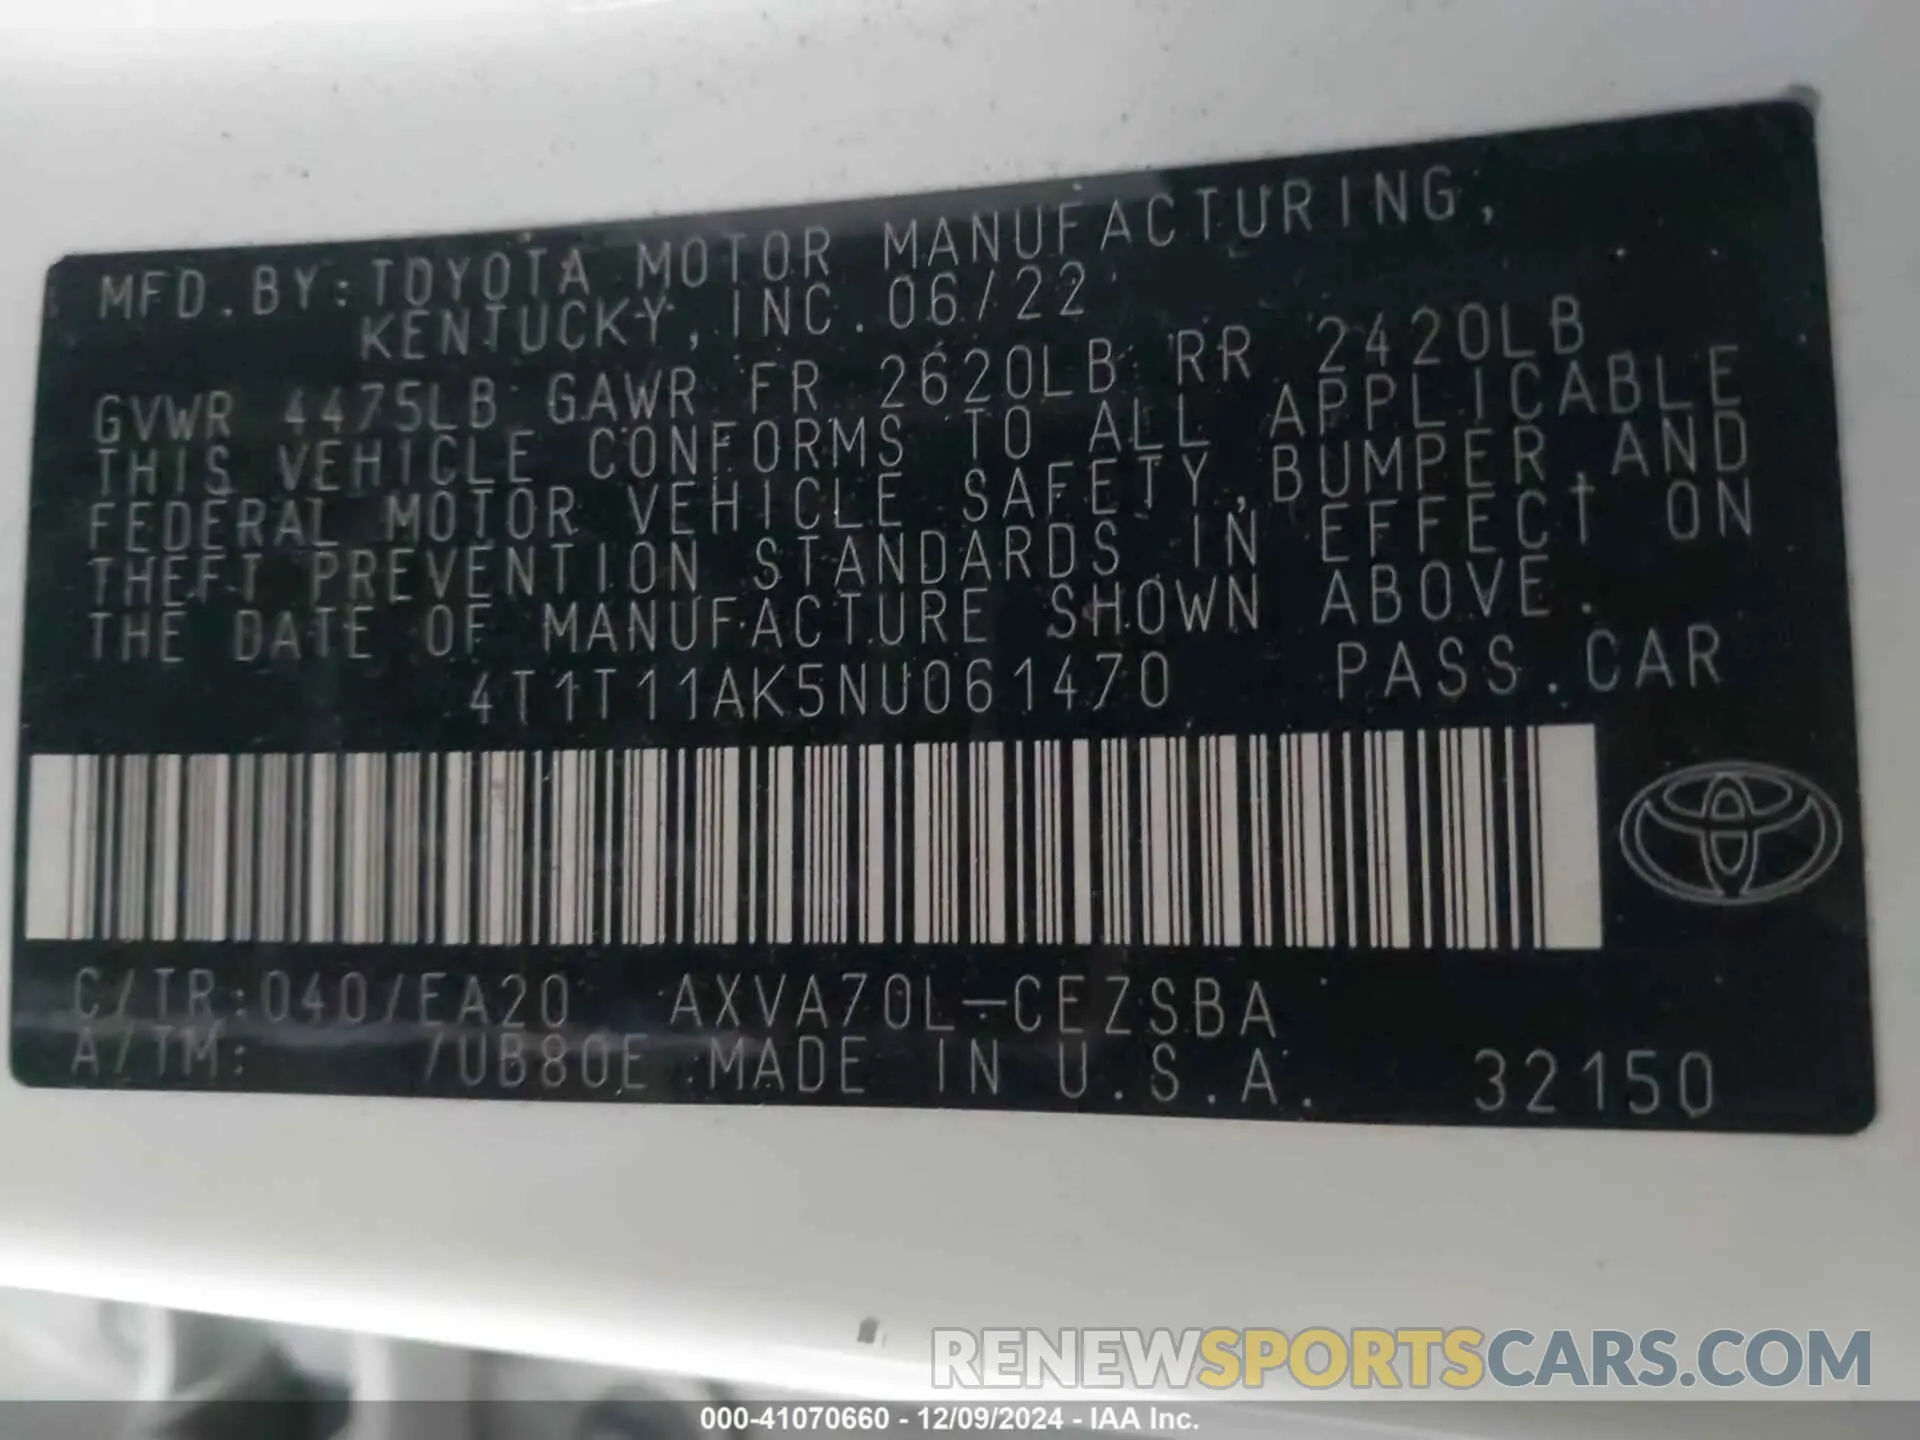 MFD.BY:TOYOTA MOTOR MANUFACTURING,
KENTUCKY, INC. 06/22
GVWR 4475LB GAWR FR 2620LB RR 2420LB
THIS VEHICLE CONFORMS TO ALL APPLICABLE
FEDERAL MOTOR VEHICLE SAFETY,BUMPER,AND
THEFT PREVENTION STANDARDS IN EFFECT ON
THE DATE OF MANUFACTURE SHOWN ABOVE.
4T1T11AK5NU061470 PASS.CAR
C/TR:040/EA20 AXVA70L-CEZSBA
A/TM: /UB80E MADE IN U.S.A. 32150
RENEWSPORTSCARS.COM
000-41070660 - 12/09/2024 - IAA Inc.